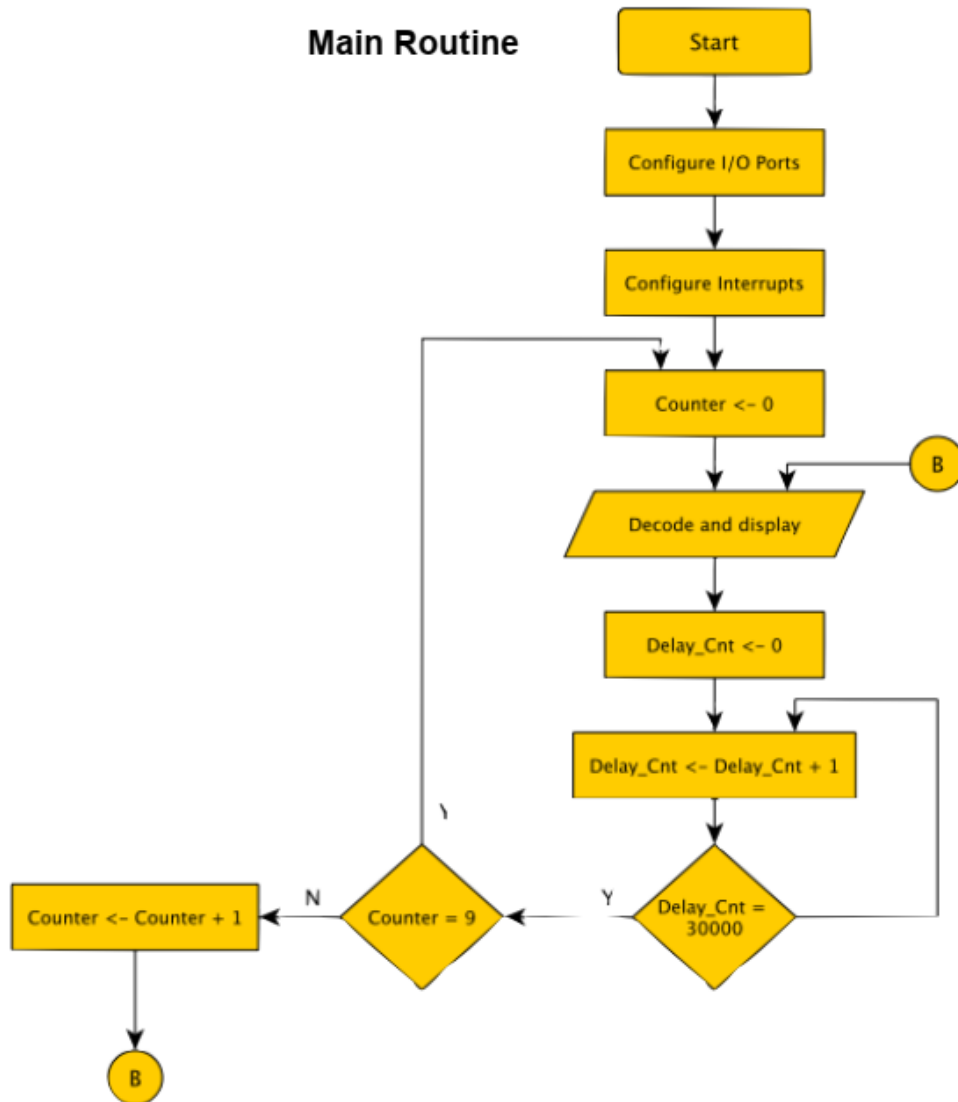 Main Routine
Start
Configure I/O Ports
Configure Interrupts
Counter <- 0
B
Decode and display
Delay_Cnt <- 0
Delay_Cnt <- Delay_Cnt + 1
Y
Counter <- Counter + 1
N
Counter = 9
Y
Delay_Cnt =
30000
B